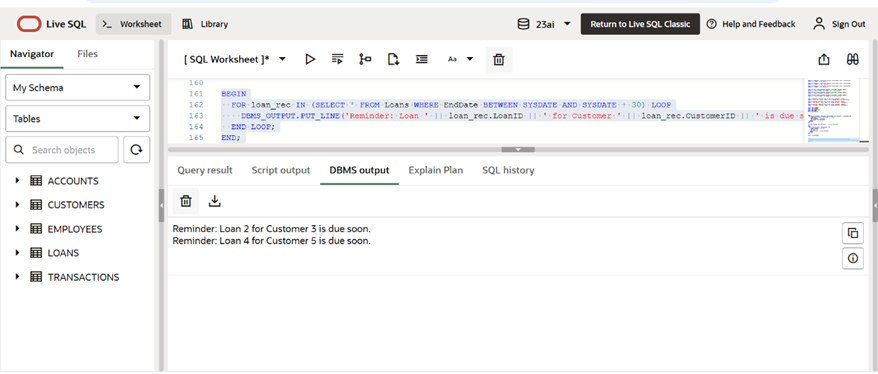 Live SQL
Worksheet
Library
23ai
Return to Live SQL Classic
Help and Feedback
Sign Out
Navigator
Files
[ SQL Worksheet ]*
Aa
My Schema
Tables
Search objects
ACCOUNTS
CUSTOMERS
EMPLOYEES
LOANS
TRANSACTIONS
160
161 BEGIN
162 FOR loan_rec IN (SELECT * FROM Loans WHERE EndDate BETWEEN SYSDATE AND SYSDATE + 30) LOOP
163 DBMS_OUTPUT.PUT_LINE('Reminder: Loan ' || loan_rec.LoanID || ' for Customer ' || loan_rec.CustomerID || ' is due s
164 END LOOP;
165 END;
Query result
Script output
DBMS output
Explain Plan
SQL history
Reminder: Loan 2 for Customer 3 is due soon.
Reminder: Loan 4 for Customer 5 is due soon.